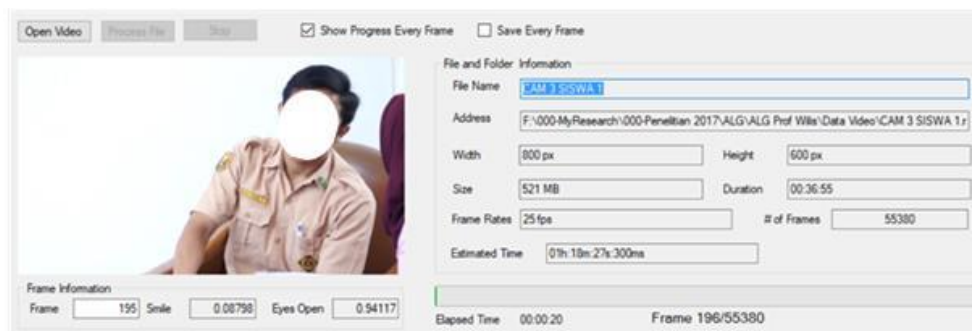 Open Video Process File Stop Show Progress Every Frame Save Every Frame
File and Folder Information
File Name CAM 3 SISWA 1
Address F:\000-MyResearch\000-Penelitian 2017\ALG\ALG Prof Wilis\Data Video\CAM 3 SISWA 1.r
Width 800 px Height 600 px
Size 521 MB Duration 00:36:55
Frame Rates 25 fps # of Frames 55380
Estimated Time 01h:18m:27s:300ms
Frame Information
Frame 195 Smile 0.08798 Eyes Open 0.94117
Elapsed Time 00:00:20 Frame 196/55380